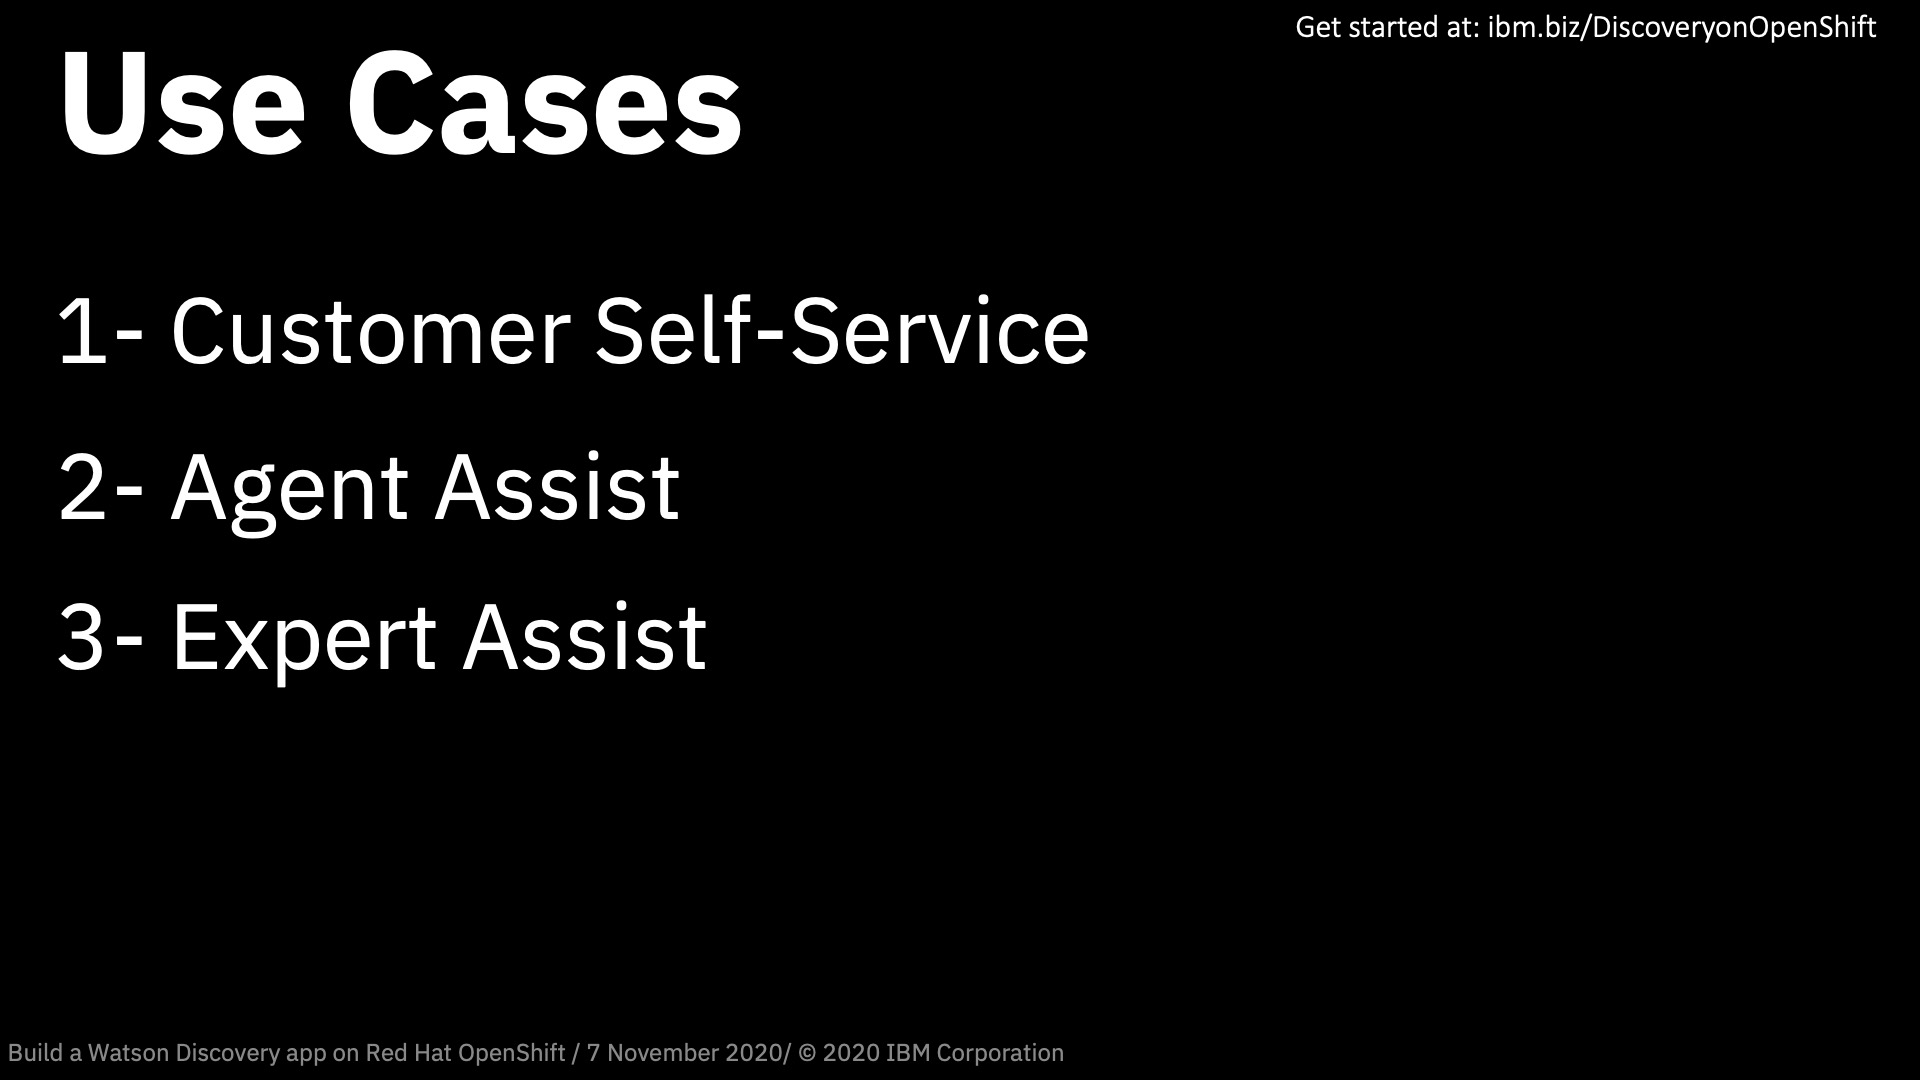 Get started at: ibm.biz/DiscoveryonOpenShift
Use Cases
1- Customer Self-Service
2- Agent Assist
3- Expert Assist
Build a Watson Discovery app on Red Hat OpenShift / 7 November 2020/ © 2020 IBM Corporation